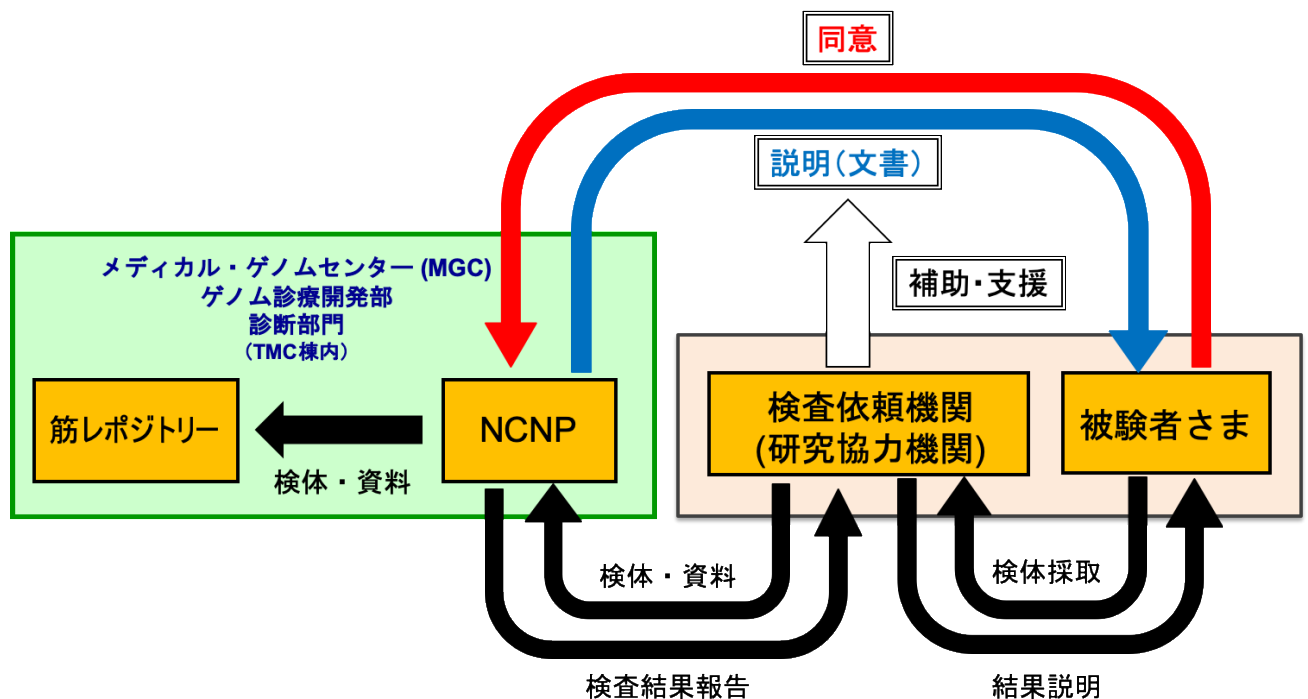 同意
説明(文書)
補助・支援
メディカル・ゲノムセンター (MGC)
ゲノム診療開発部
診断部門
(TMC棟内)
筋レポジトリー
検体・資料
NCNP
検査依頼機関
(研究協力機関)
被験者さま
検体・資料
検体採取
検査結果報告
結果説明